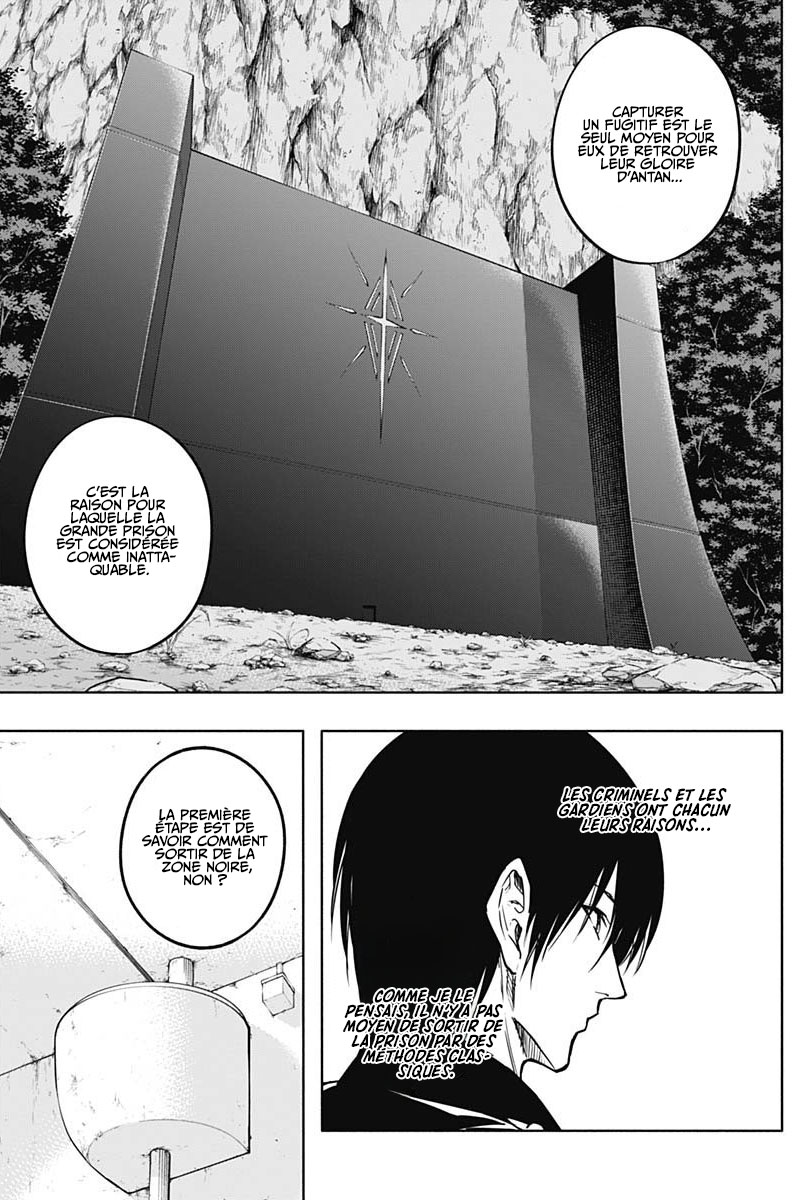 CAPTURER
UN FUGITIF EST LE
SEUL MOYEN POUR
EUX DE RETROUVER
LEUR GLOIRE
D'ANTAN...
C'EST LA
RAISON POUR
LAQUELLE LA
GRANDE PRISON
EST CONSIDÉRÉE
COMME INATTA-
QUABLE.
LES CRIMINELS ET LES
GARDIENS ONT CHACUN
LEURS RAISONS...
COMME JE LE
PENSAIS, IL N'Y A PAS
MOYEN DE SORTIR DE
LA PRISON PAR DES
MÉTHODES CLAS-
SIQUES.
LA PREMIÈRE
ÉTAPE EST DE
SAVOIR COMMENT
SORTIR DE LA
ZONE NOIRE,
NON ?